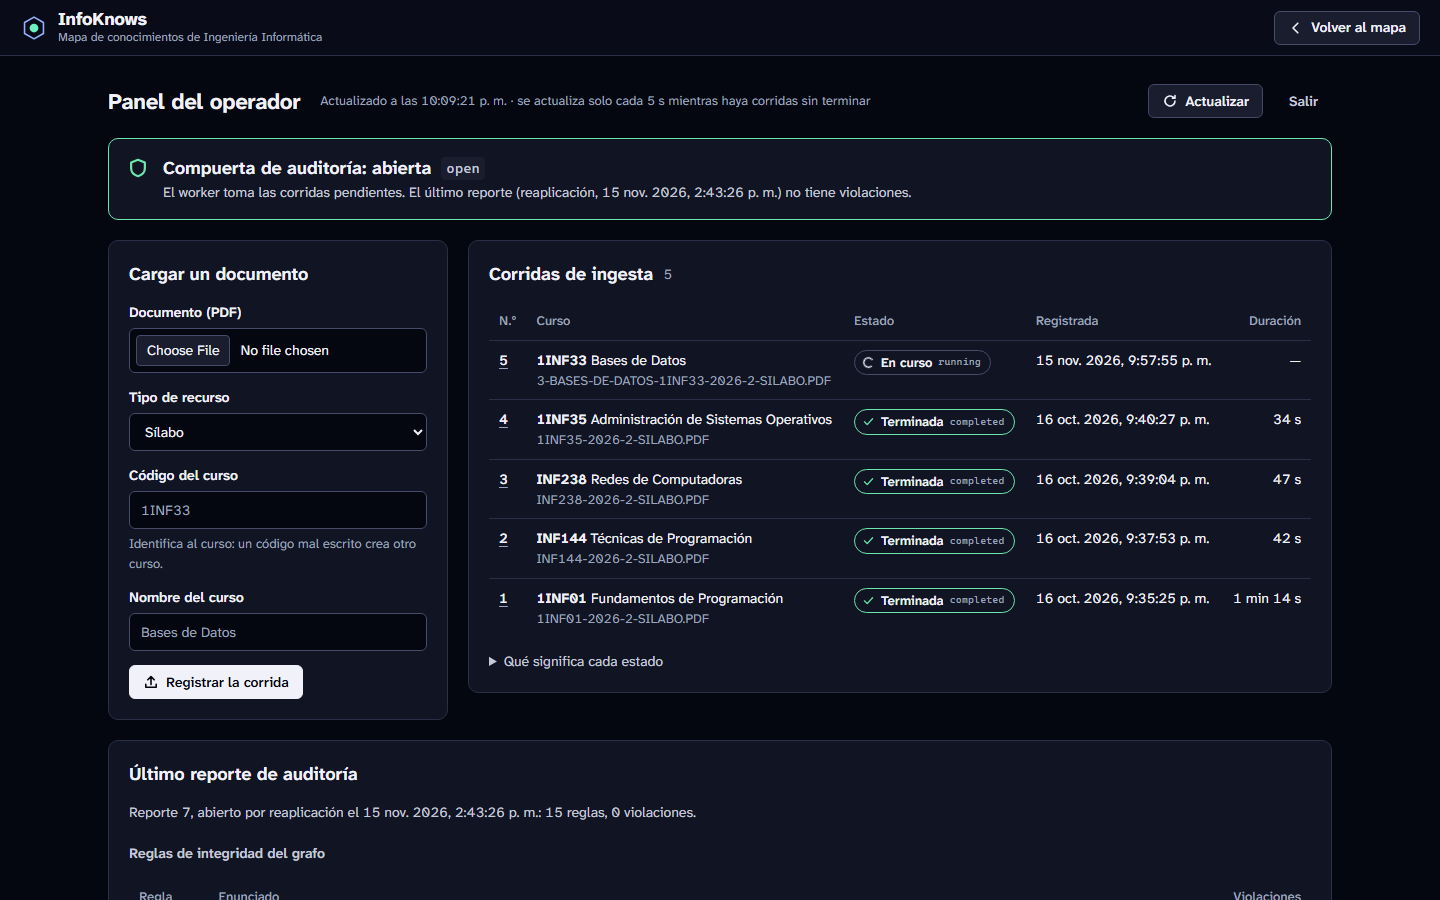 InfoKnows
Mapa de conocimientos de Ingeniería Informática
Volver al mapa
Panel del operador
Actualizado a las 10:09:21 p. m. · se actualiza solo cada 5 s mientras haya corridas sin terminar
Actualizar
Salir
Compuerta de auditoría: abierta open
El worker toma las corridas pendientes. El último reporte (reaplicación, 15 nov. 2026, 2:43:26 p. m.) no tiene violaciones.
Cargar un documento
Documento (PDF)
Choose File No file chosen
Tipo de recurso
Sílabo
Código del curso
1INF33
Identifica al curso: un código mal escrito crea otro
curso.
Nombre del curso
Bases de Datos
Registrar la corrida
Corridas de ingesta 5
N.º Curso Estado Registrada Duración
5 1INF33 Bases de Datos En curso running 15 nov. 2026, 9:57:55 p. m. —
3-BASES-DE-DATOS-1INF33-2026-2-SILABO.PDF
4 1INF35 Administración de Sistemas Operativos Terminada completed 16 oct. 2026, 9:40:27 p. m. 34 s
1INF35-2026-2-SILABO.PDF
3 INF238 Redes de Computadoras Terminada completed 16 oct. 2026, 9:39:04 p. m. 47 s
INF238-2026-2-SILABO.PDF
2 INF144 Técnicas de Programación Terminada completed 16 oct. 2026, 9:37:53 p. m. 42 s
INF144-2026-2-SILABO.PDF
1 1INF01 Fundamentos de Programación Terminada completed 16 oct. 2026, 9:35:25 p. m. 1 min 14 s
1INF01-2026-2-SILABO.PDF
Qué significa cada estado
Último reporte de auditoría
Reporte 7, abierto por reaplicación el 15 nov. 2026, 2:43:26 p. m.: 15 reglas, 0 violaciones.
Reglas de integridad del grafo
Regla Enunciado Violaciones